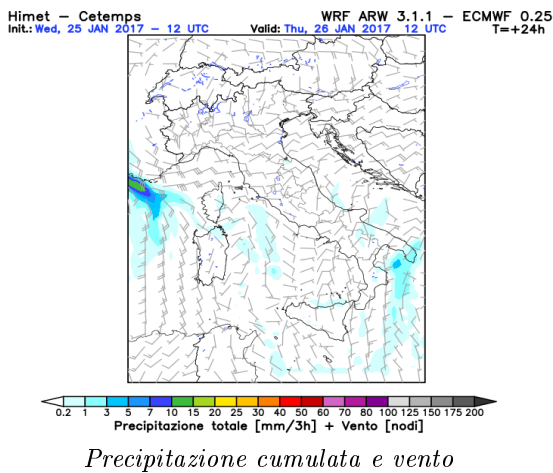 Himet — Cetemps WRF ARW 3.1.1 — ECMWF 0.25
Init.: Wed, 25 JAN 2017 — 12 UTC Valid: Thu, 26 JAN 2017 12 UTC T=+24h
0.2 1 3 5 7 10 15 20 25 30 40 50 60 70 80 100 125 150 175 200
Precipitazione totale [mm/3h] + Vento [nodi]
Precipitazione cumulata e vento